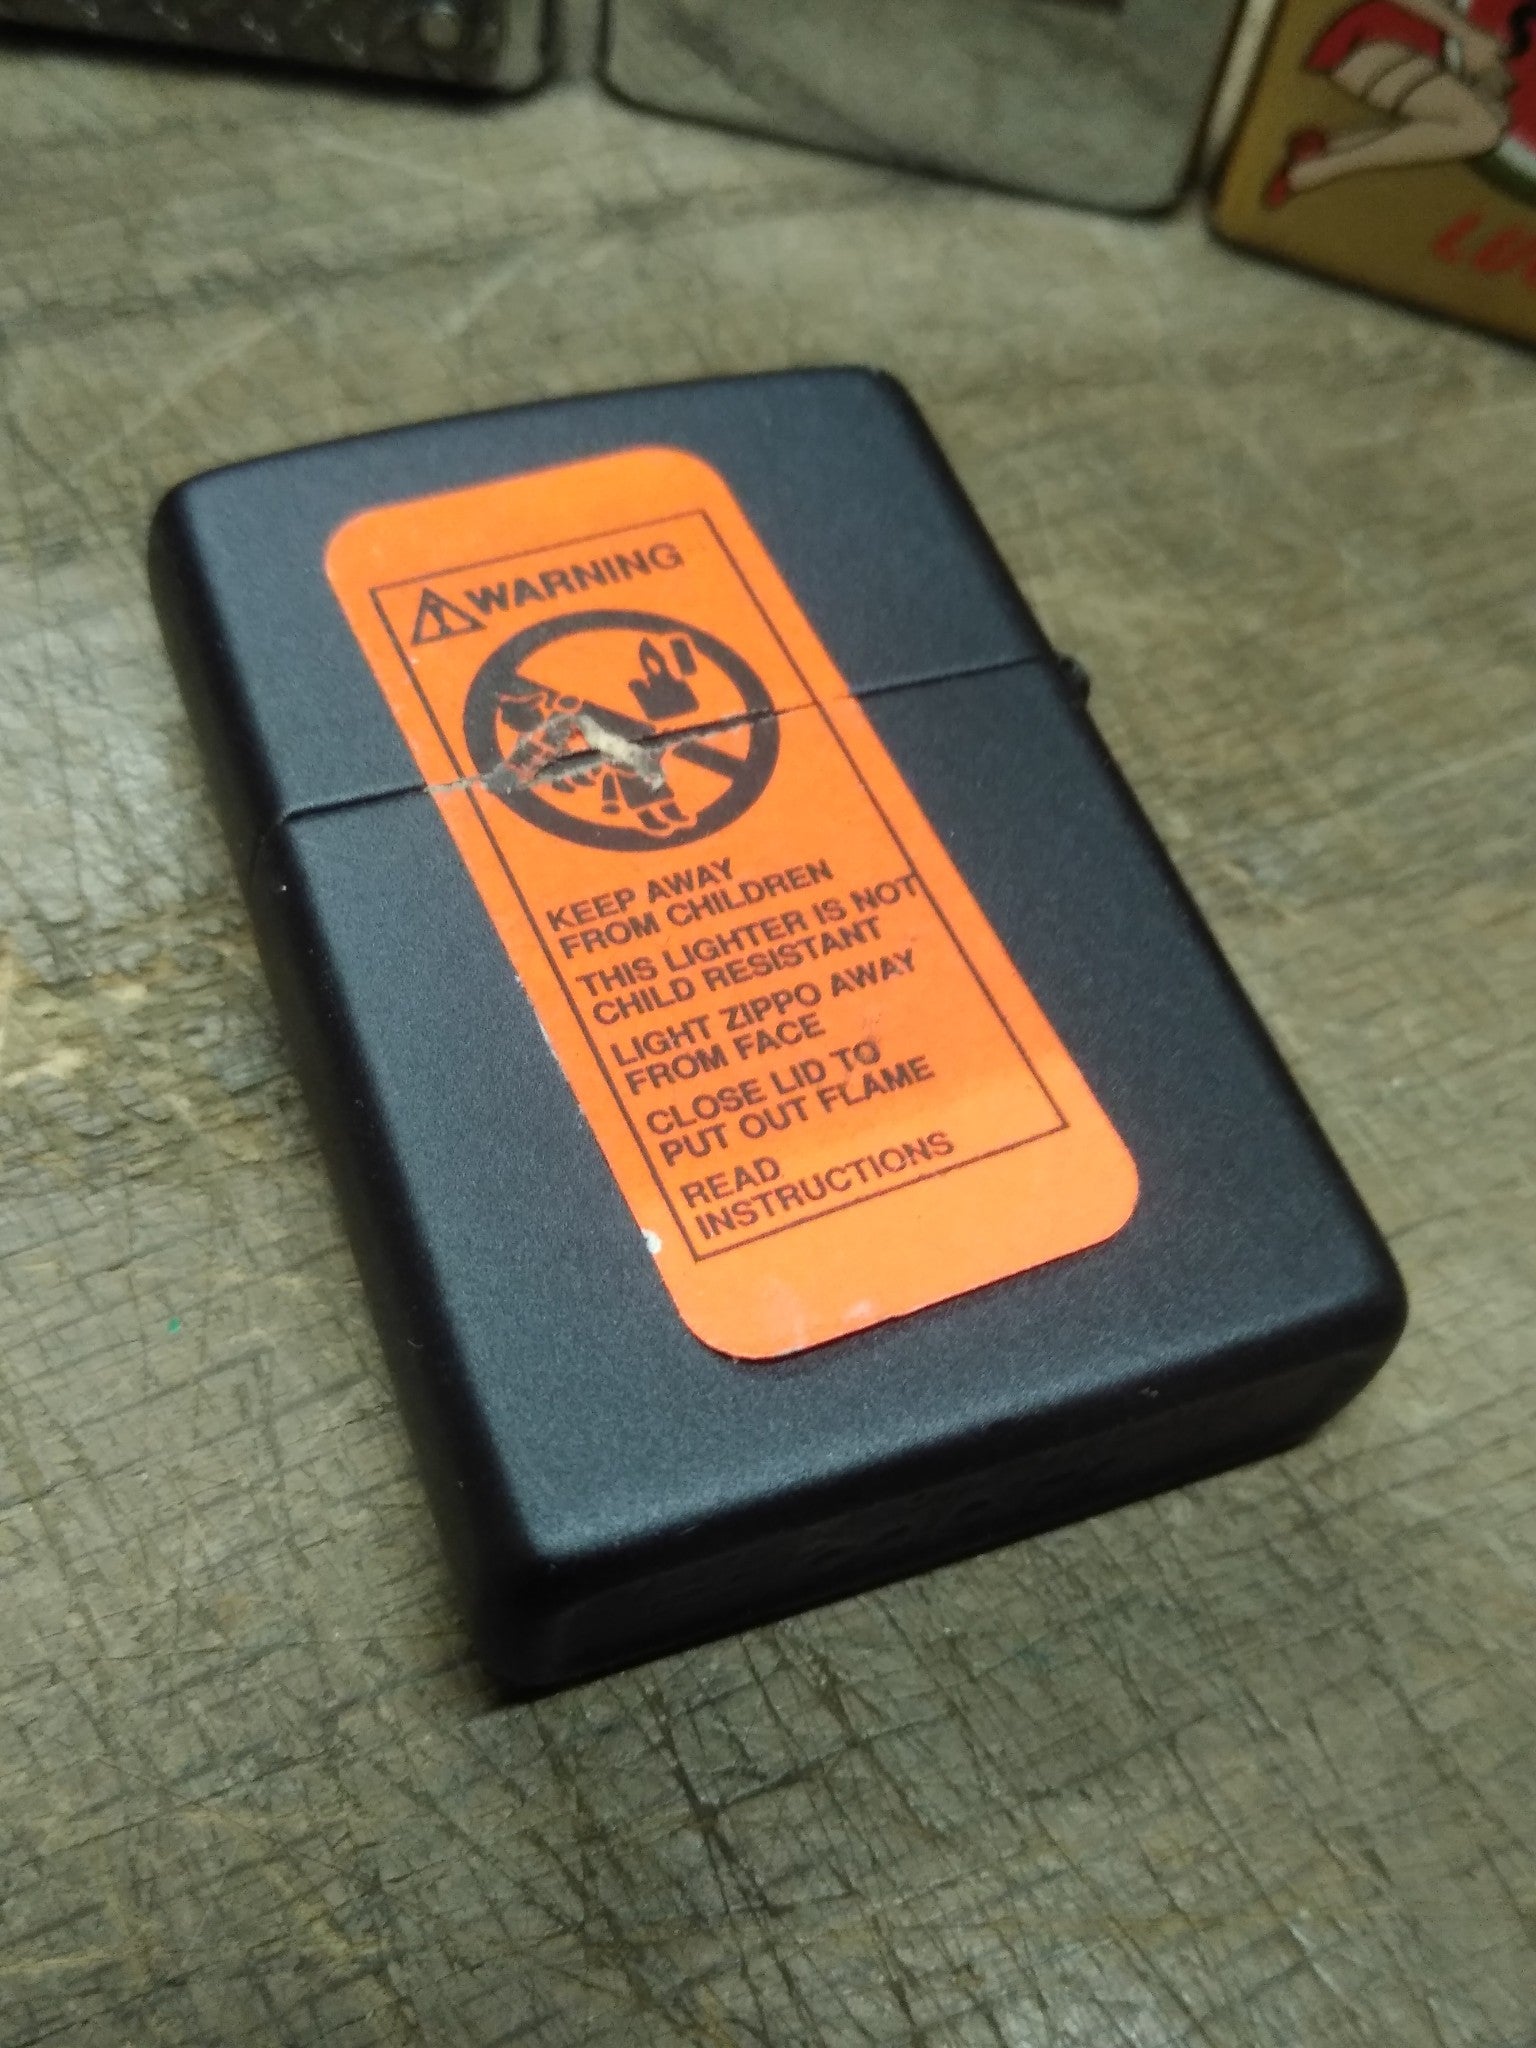 WARNING
KEEP AWAY
FROM CHILDREN
THIS LIGHTER IS NOT
CHILD RESISTANT
LIGHT ZIPPO AWAY
FROM FACE
CLOSE LID TO
PUT OUT FLAME
READ
INSTRUCTIONS